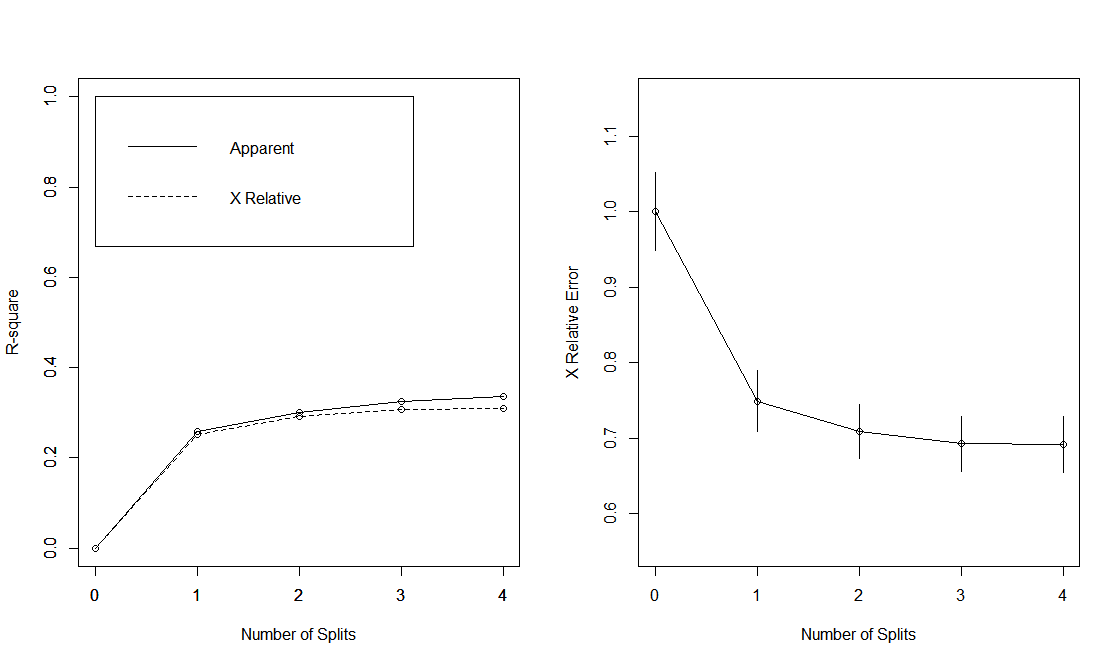 R-square
1.0
0.8
0.6
0.4
0.2
0.0
Apparent
X Relative
0 1 2 3 4
Number of Splits
X Relative Error
1.1
1.0
0.9
0.8
0.7
0.6
0 1 2 3 4
Number of Splits